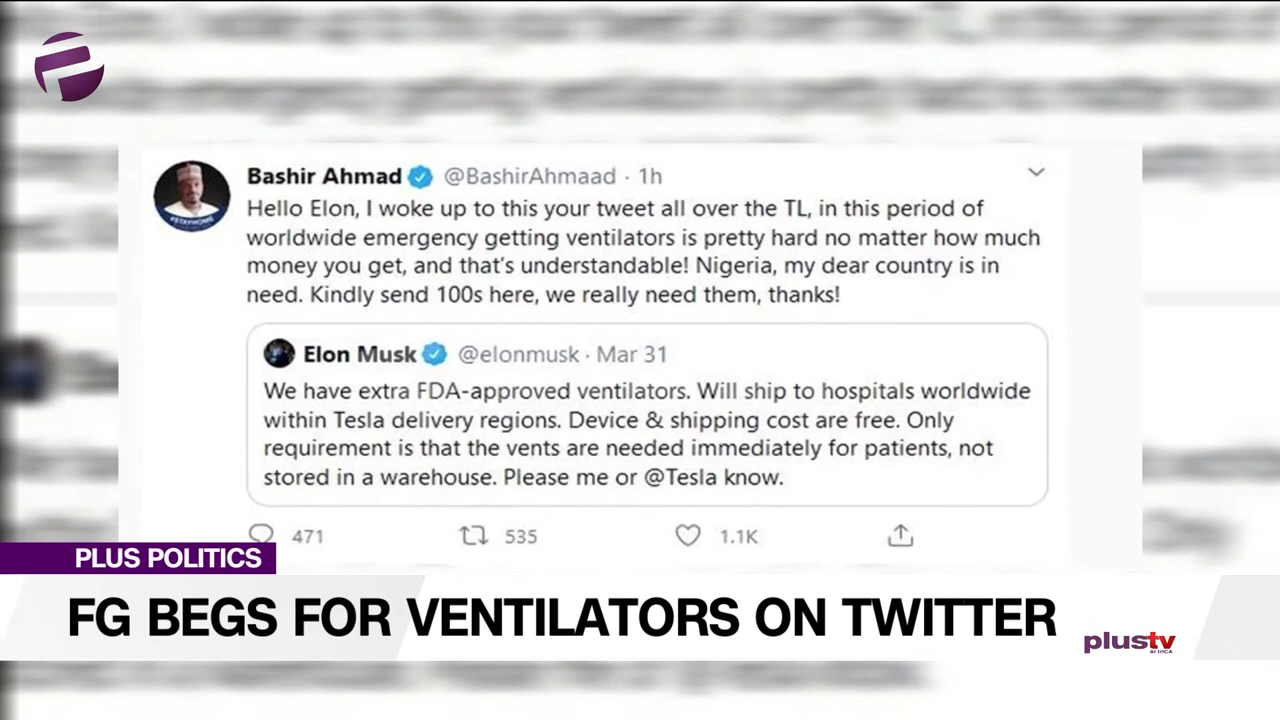 Bashir Ahmad @BashirAhmaad · 1h
Hello Elon, I woke up to this your tweet all over the TL, in this period of
worldwide emergency getting ventilators is pretty hard no matter how much
money you get, and that's understandable! Nigeria, my dear country is in
need. Kindly send 100s here, we really need them, thanks!
#STAYHOME
Elon Musk @elonmusk · Mar 31
We have extra FDA-approved ventilators. Will ship to hospitals worldwide
within Tesla delivery regions. Device & shipping cost are free. Only
requirement is that the vents are needed immediately for patients, not
stored in a warehouse. Please me or @Tesla know.
471 535 1.1K
PLUS POLITICS
FG BEGS FOR VENTILATORS ON TWITTER
plustv
AFRICA